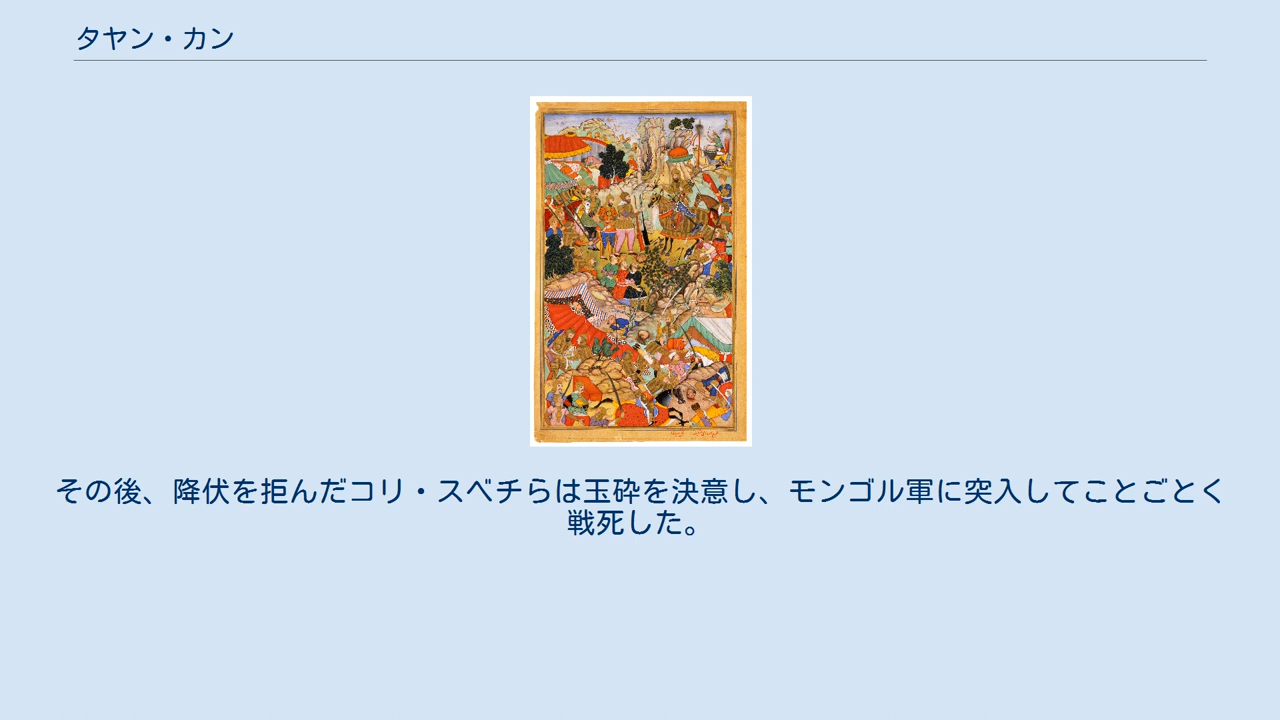 タヤン・カン
その後、降伏を拒んだコリ・スベチらは玉砕を決意し、モンゴル軍に突入してことごとく
戦死した。